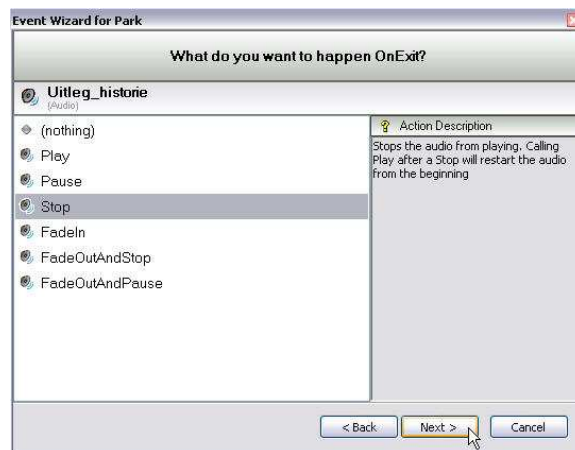 Event Wizard for Park
What do you want to happen OnExit?
Uitleg_historie
(Audio)
(nothing)
Play
Pause
Stop
FadeIn
FadeOutAndStop
FadeOutAndPause
Action Description
Stops the audio from playing. Calling
Play after a Stop will restart the audio
from the beginning
< Back
Next >
Cancel